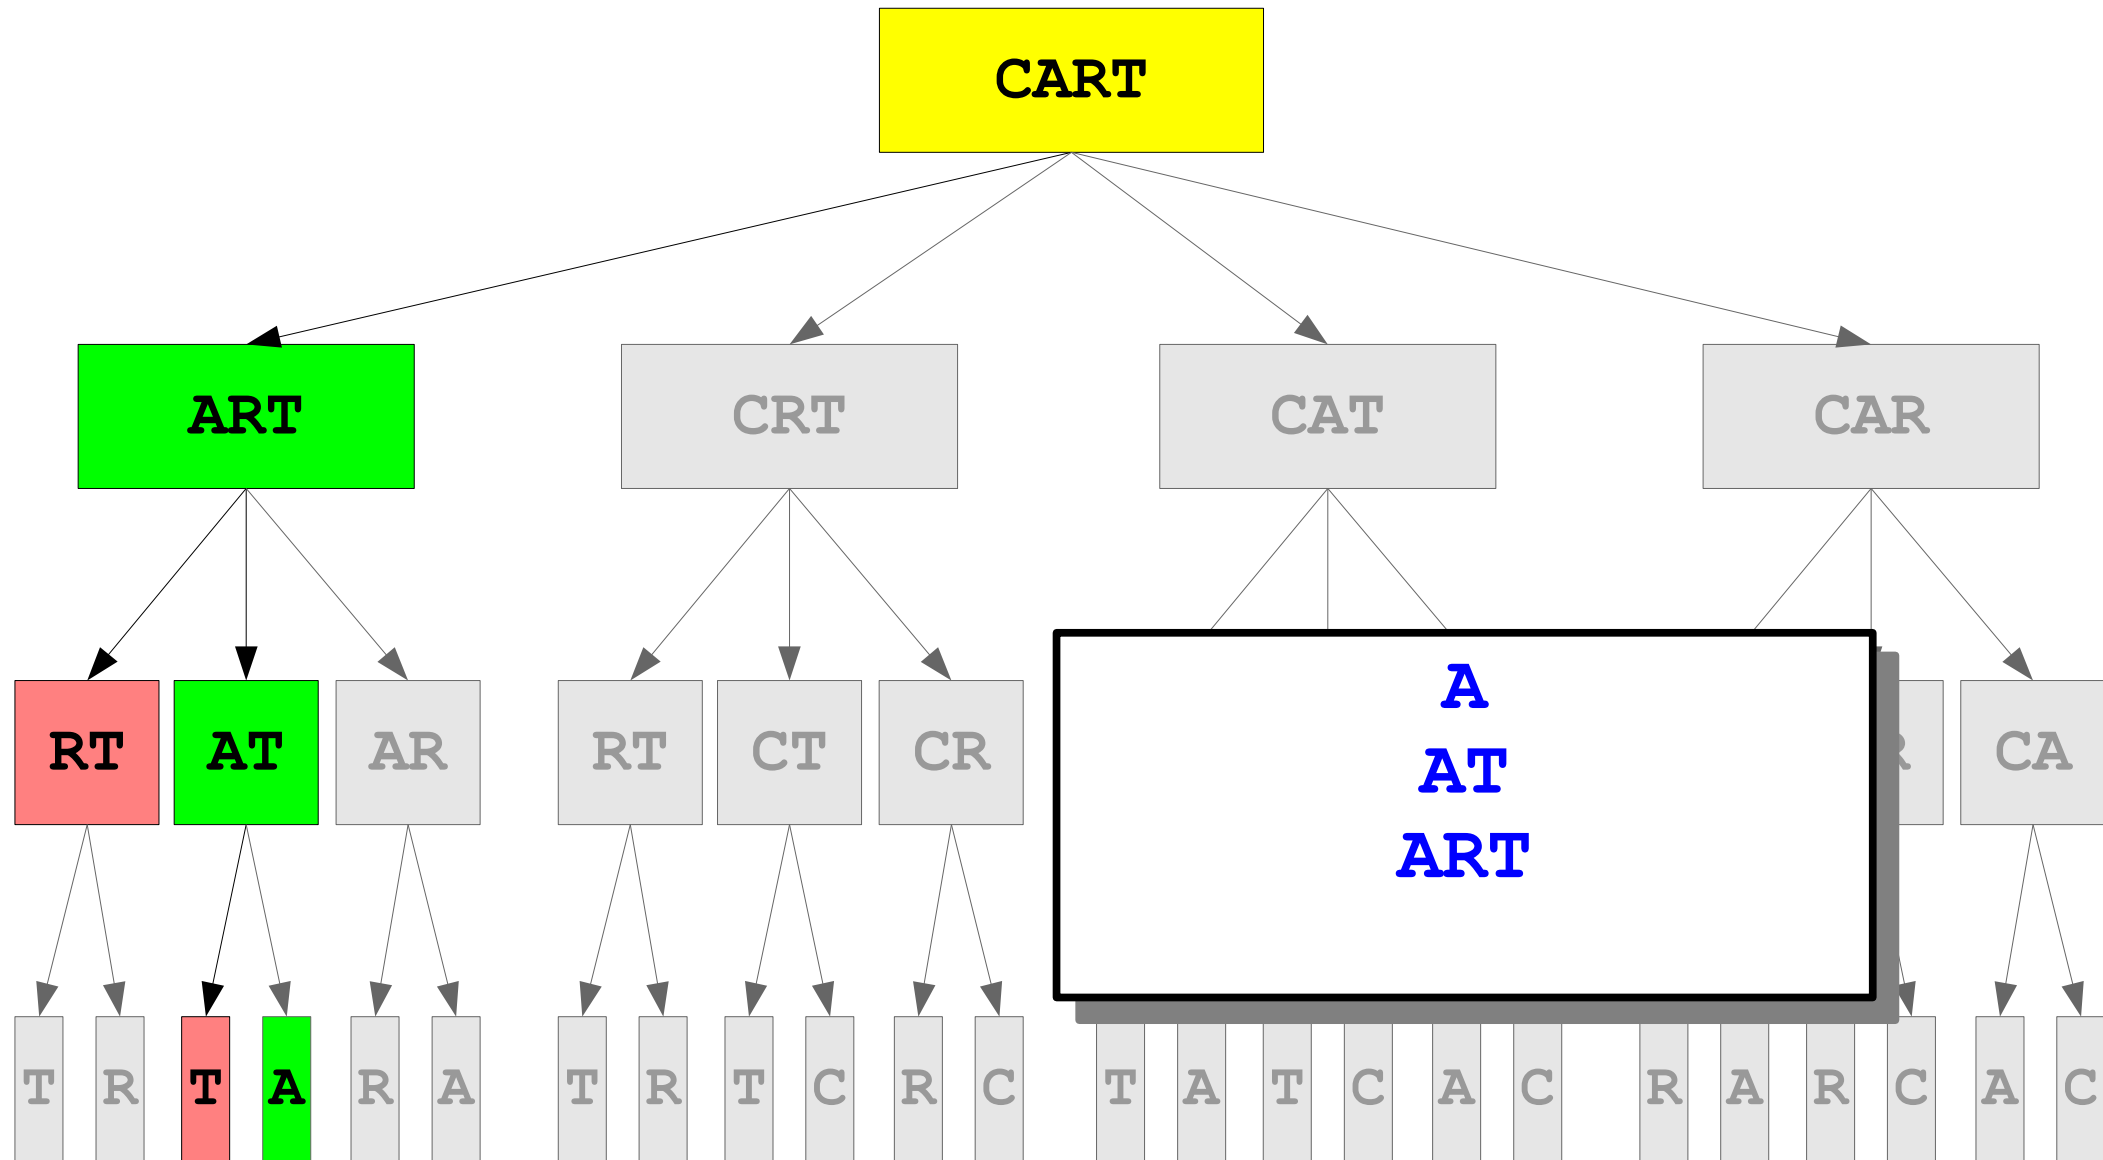 CART
ART CRT CAT CAR
RT AT AR RT CT CR CA
A
AT
ART
T R T A R A T R T C R C T A T C A C R A R C A C